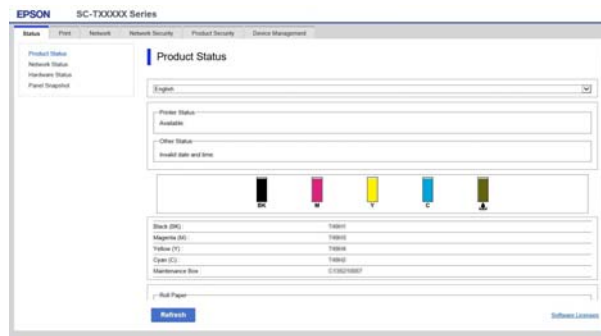 EPSON SC-TXXXXX Series
Status Print Network Network Security Product Security Device Management
Product Status
Network Status
Hardware Status
Panel Snapshot
Product Status
English
Printer Status
Available
Other Status
Invalid date and time
BK M Y C
Black (BK) :
Magenta (M) :
Yellow (Y) :
Cyan (C) :
Maintenance Box :
Roll Paper
Refresh
Software Licenses